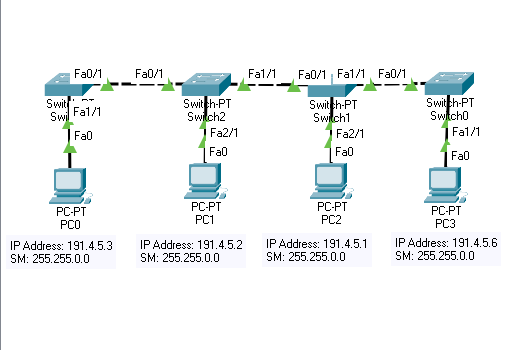 Fa0/1
Fa0/1
Fa1/1
Fa1/1
Fa0/1
Switch-PT
Switch-PT
Switch2
Switch-PT
Switch1
Switch-PT
Switch0
Fa1/1
Fa2/1
Fa2/1
Fa1/1
Fa0
Fa0
Fa0
Fa0
PC-PT
PC0
PC-PT
PC1
PC-PT
PC2
PC-PT
PC3
IP Address: 191.4.5.3
SM: 255.255.0.0
IP Address: 191.4.5.2
SM: 255.255.0.0
IP Address: 191.4.5.1
SM: 255.255.0.0
IP Address: 191.4.5.6
SM: 255.255.0.0